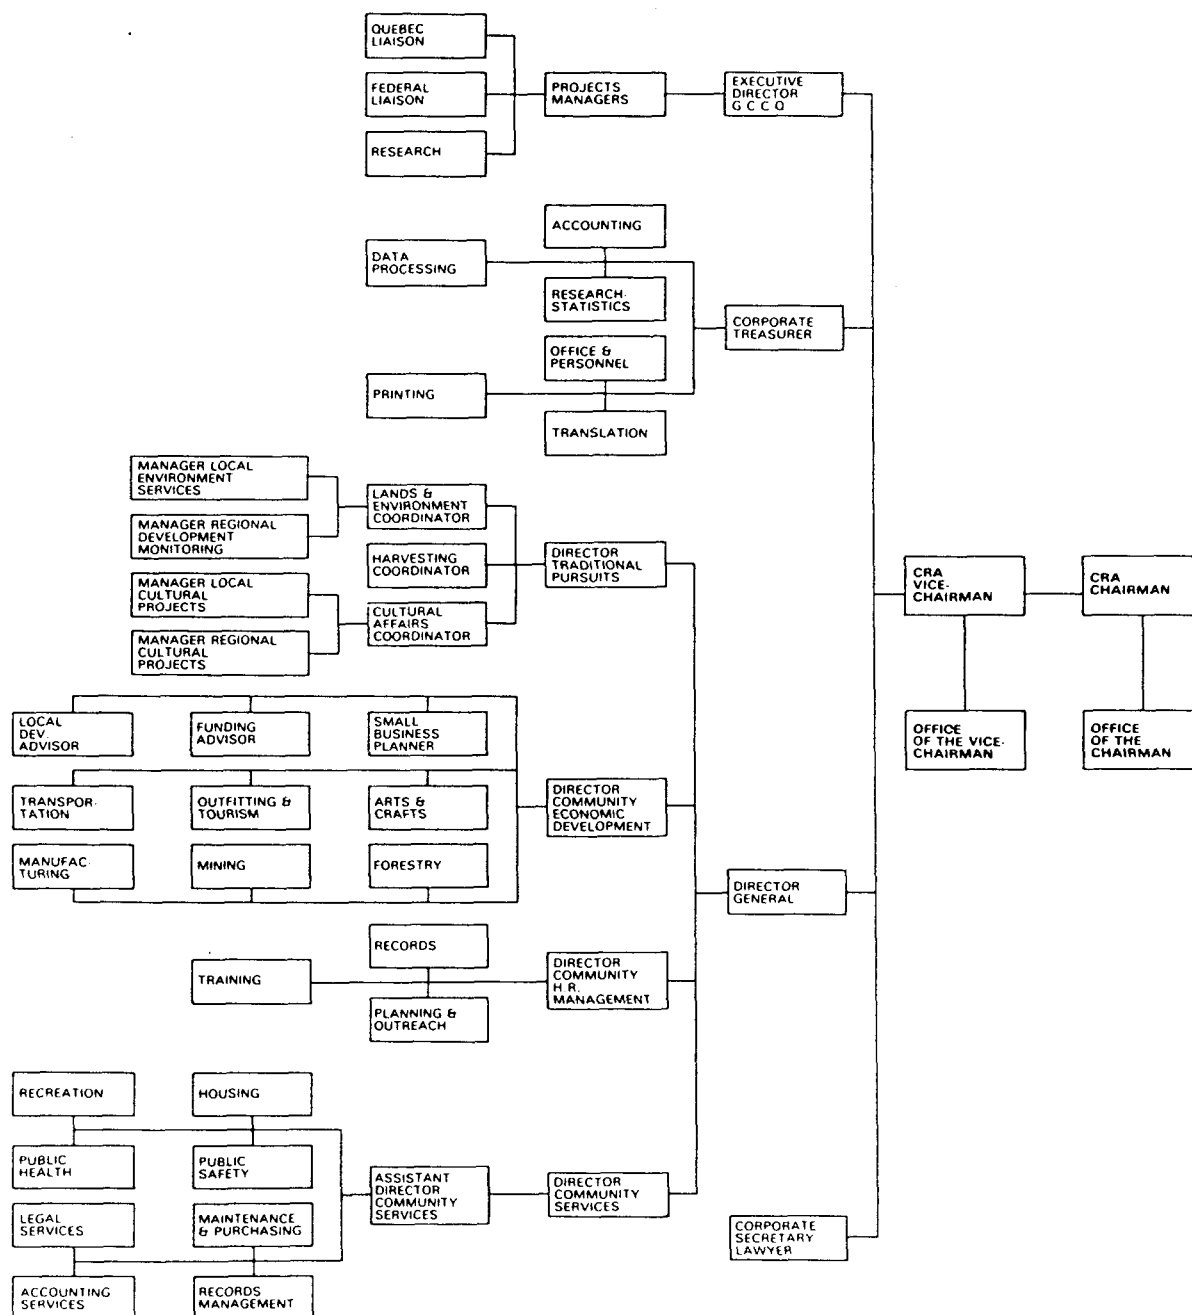 QUEBEC
LIAISON
FEDERAL
LIAISON
RESEARCH
PROJECTS
MANAGERS
EXECUTIVE
DIRECTOR
G C C Q
ACCOUNTING
DATA
PROCESSING
RESEARCH-
STATISTICS
CORPORATE
TREASURER
OFFICE &
PERSONNEL
PRINTING
TRANSLATION
MANAGER LOCAL
ENVIRONMENT
SERVICES
MANAGER REGIONAL
DEVELOPMENT
MONITORING
MANAGER LOCAL
CULTURAL
PROJECTS
MANAGER REGIONAL
CULTURAL
PROJECTS
LANDS &
ENVIRONMENT
COORDINATOR
HARVESTING
COORDINATOR
CULTURAL
AFFAIRS
COORDINATOR
DIRECTOR
TRADITIONAL
PURSUITS
CRA
VICE-
CHAIRMAN
CRA
CHAIRMAN
OFFICE
OF THE VICE-
CHAIRMAN
OFFICE
OF THE
CHAIRMAN
LOCAL
DEV.
ADVISOR
FUNDING
ADVISOR
SMALL
BUSINESS
PLANNER
TRANSPOR-
TATION
OUTFITTING &
TOURISM
ARTS &
CRAFTS
MANUFAC-
TURING
MINING
FORESTRY
DIRECTOR
COMMUNITY
ECONOMIC
DEVELOPMENT
DIRECTOR
GENERAL
RECORDS
TRAINING
PLANNING &
OUTREACH
DIRECTOR
COMMUNITY
H.R.
MANAGEMENT
RECREATION
HOUSING
PUBLIC
HEALTH
PUBLIC
SAFETY
LEGAL
SERVICES
MAINTENANCE
& PURCHASING
ACCOUNTING
SERVICES
RECORDS
MANAGEMENT
ASSISTANT
DIRECTOR
COMMUNITY
SERVICES
DIRECTOR
COMMUNITY
SERVICES
CORPORATE
SECRETARY
LAWYER